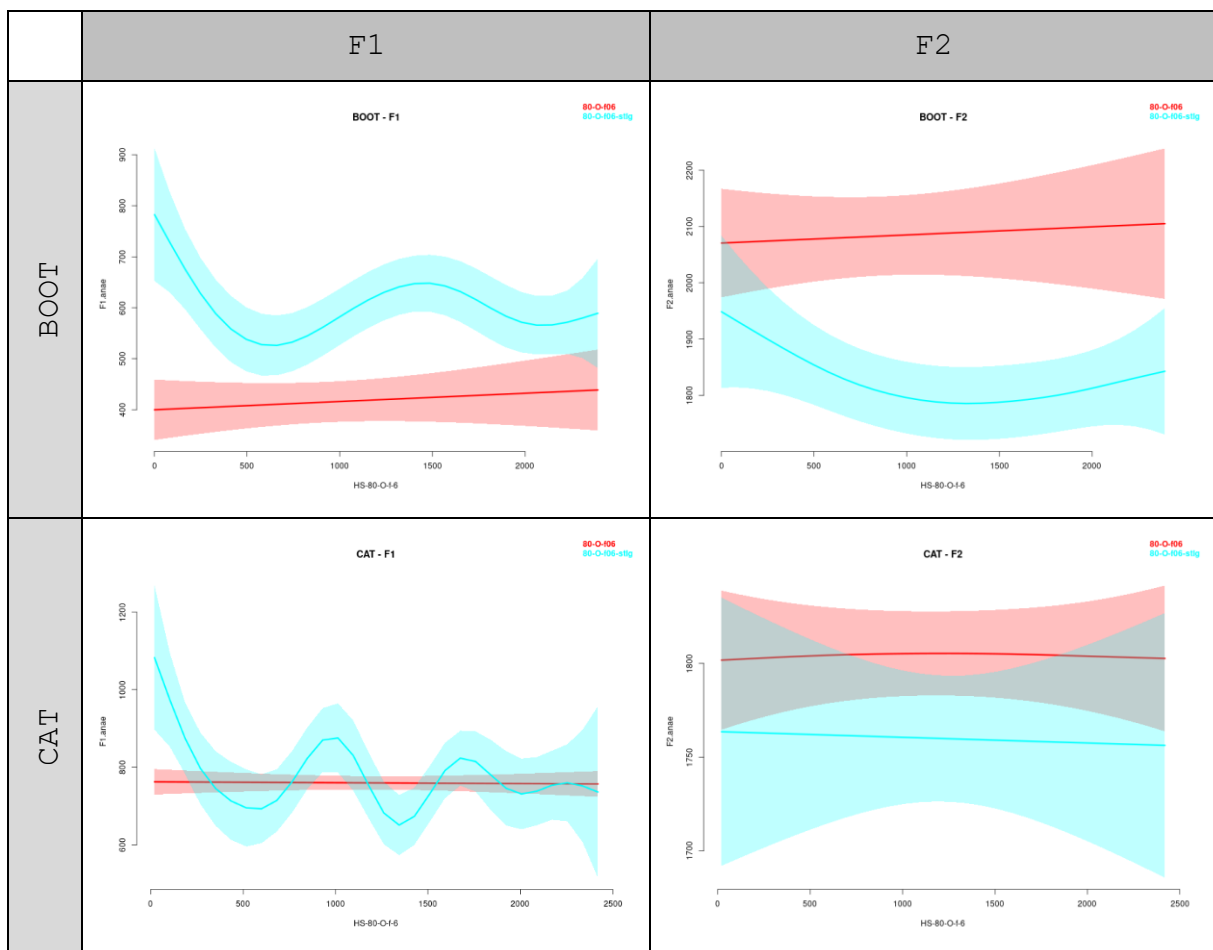 F1
F2
BOOT
80-O-f06
80-O-f06-stig
BOOT - F1
F1.anae
900
800
700
600
500
400
0 500 1000 1500 2000
HS-80-O-f-6
80-O-f06
80-O-f06-stig
BOOT - F2
F2.anae
2200
2100
2000
1900
1800
0 500 1000 1500 2000
HS-80-O-f-6
CAT
80-O-f06
80-O-f06-stig
CAT - F1
F1.anae
1200
1000
800
600
0 500 1000 1500 2000 2500
HS-80-O-f-6
80-O-f06
80-O-f06-stig
CAT - F2
F2.anae
1800
1750
1700
0 500 1000 1500 2000 2500
HS-80-O-f-6